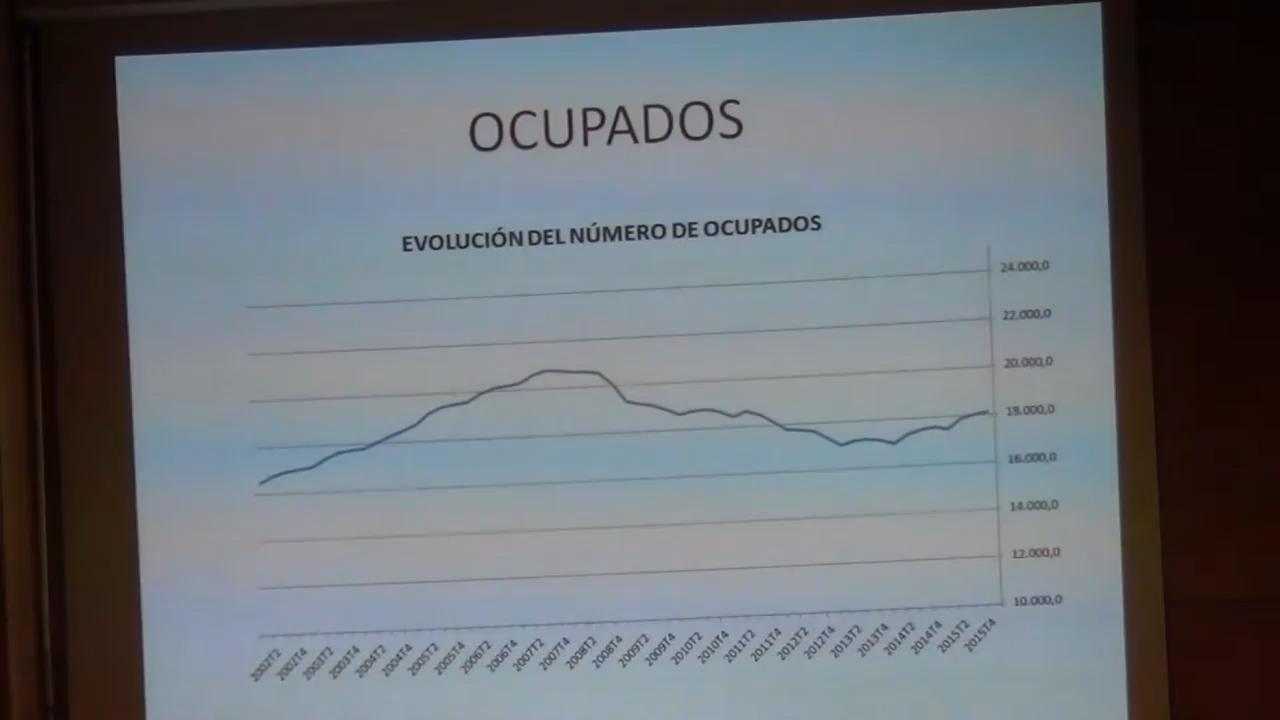 OCUPADOS
EVOLUCIÓN DEL NÚMERO DE OCUPADOS
24.000,0
22.000,0
20.000,0
18.000,0
16.000,0
14.000,0
12.000,0
10.000,0
2002T2
2002T4
2003T2
2003T4
2004T2
2004T4
2005T2
2005T4
2006T2
2006T4
2007T2
2007T4
2008T2
2008T4
2009T2
2009T4
2010T2
2010T4
2011T2
2011T4
2012T2
2012T4
2013T2
2013T4
2014T2
2014T4
2015T2
2015T4